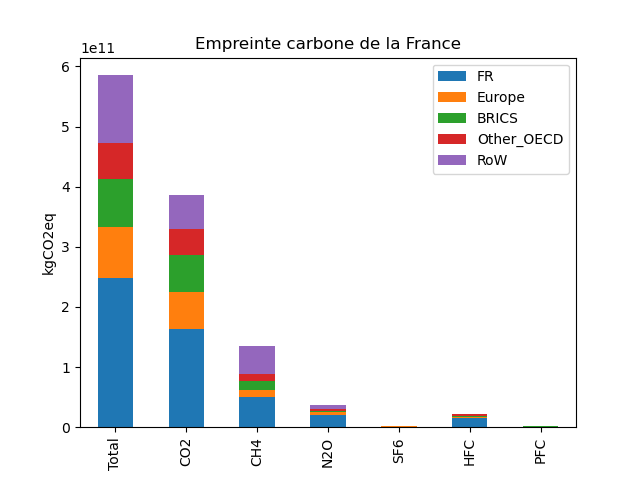 Empreinte carbone de la France
1e11
6
5
4
3
2
1
0
kgCO2eq
FR
Europe
BRICS
Other_OECD
RoW
Total
CO2
CH4
N2O
SF6
HFC
PFC